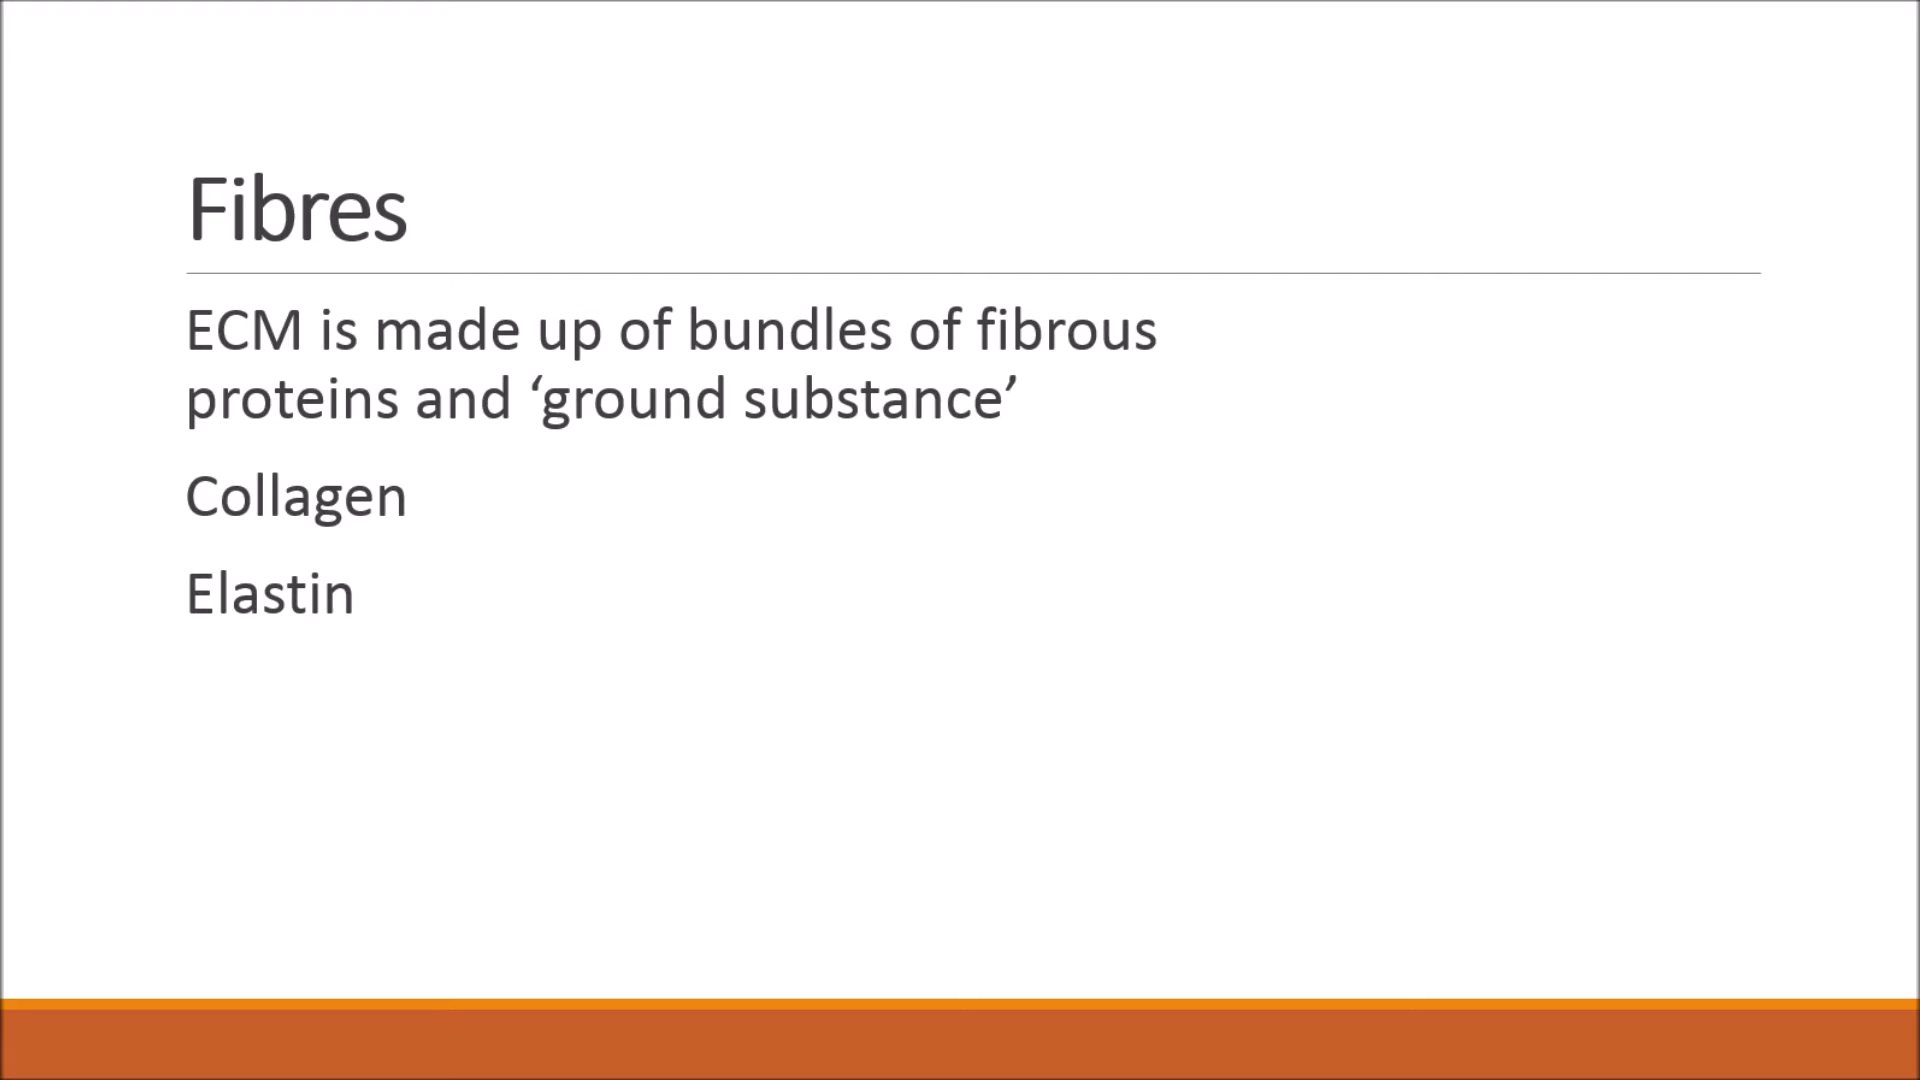 Fibres
ECM is made up of bundles of fibrous
proteins and ‘ground substance’
Collagen
Elastin